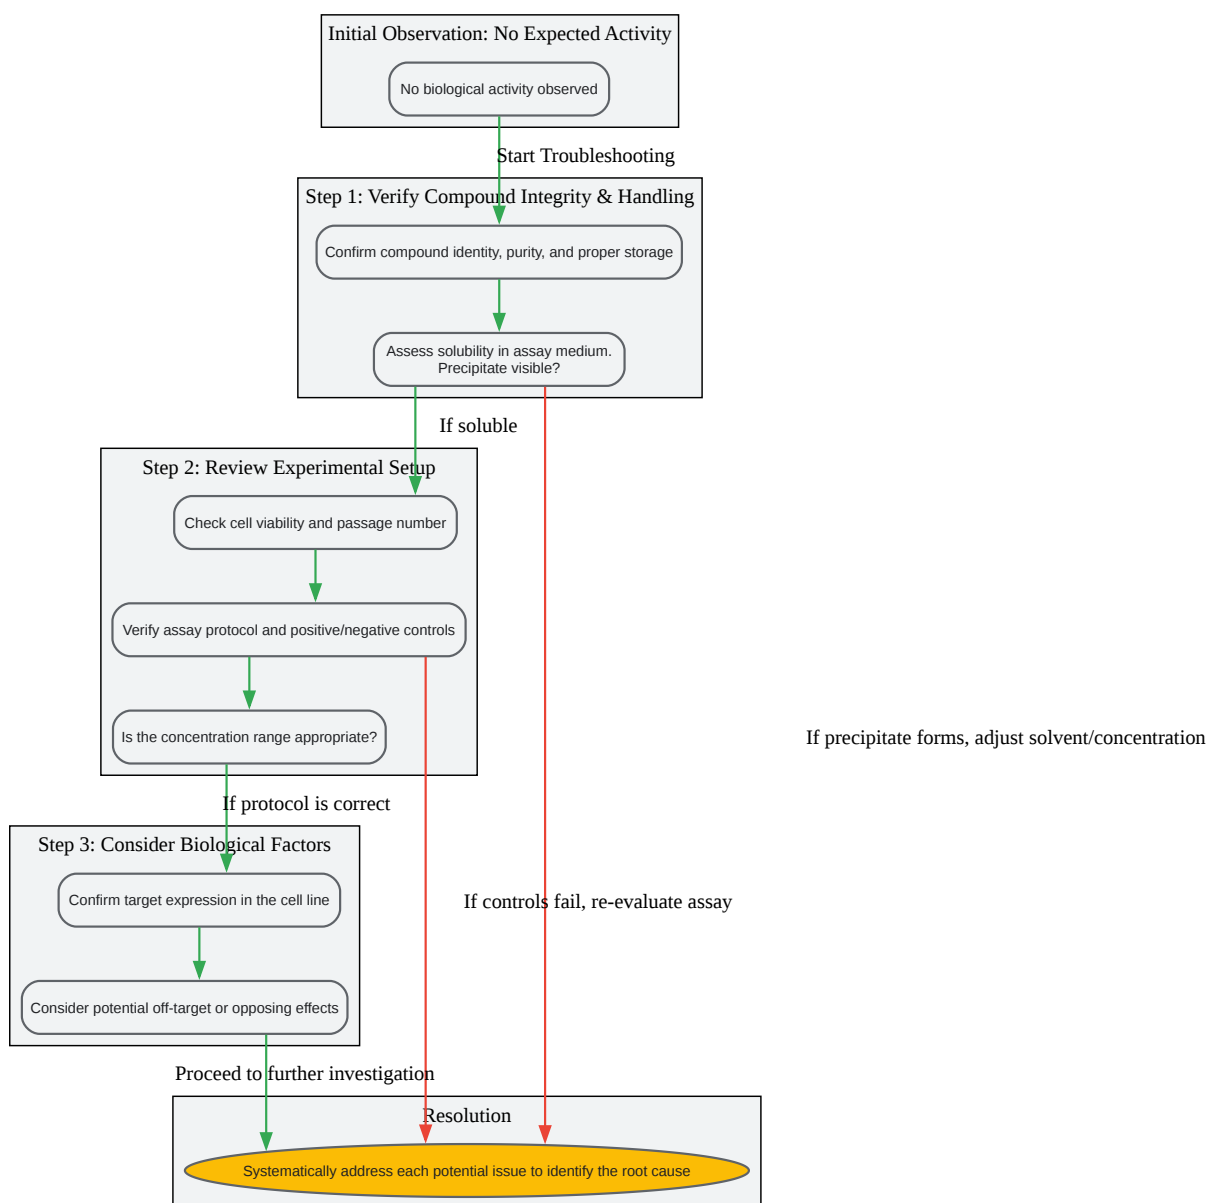 Initial Observation: No Expected Activity
No biological activity observed
Start Troubleshooting
Step 1: Verify Compound Integrity & Handling
Confirm compound identity, purity, and proper storage
Assess solubility in assay medium.
Precipitate visible?
If soluble
Step 2: Review Experimental Setup
Check cell viability and passage number
Verify assay protocol and positive/negative controls
Is the concentration range appropriate?
If precipitate forms, adjust solvent/concentration
If protocol is correct
Step 3: Consider Biological Factors
Confirm target expression in the cell line
If controls fail, re-evaluate assay
Consider potential off-target or opposing effects
Proceed to further investigation
Resolution
Systematically address each potential issue to identify the root cause